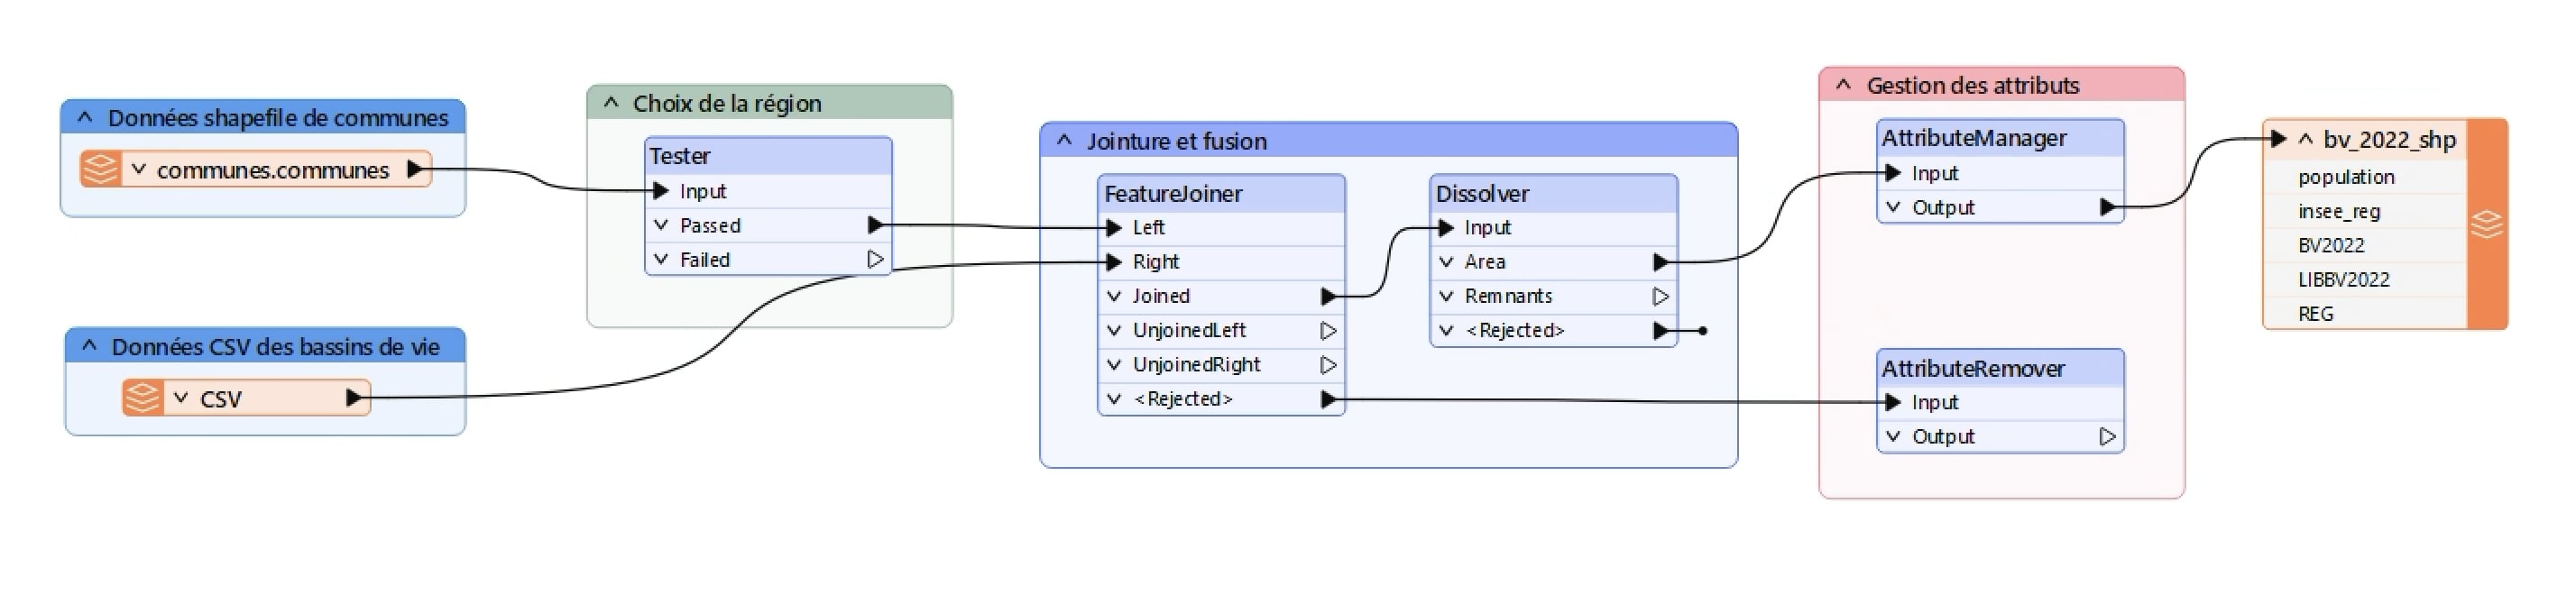 Données shapefile de communes
communes.communes
Données CSV des bassins de vie
CSV
Choix de la région
Tester
Input
Passed
Failed
Jointure et fusion
FeatureJoiner
Left
Right
Joined
UnjoinedLeft
UnjoinedRight
<Rejected>
Dissolver
Input
Area
Remnants
<Rejected>
Gestion des attributs
AttributeManager
Input
Output
AttributeRemover
Input
Output
bv_2022_shp
population
insee_reg
BV2022
LIBBV2022
REG